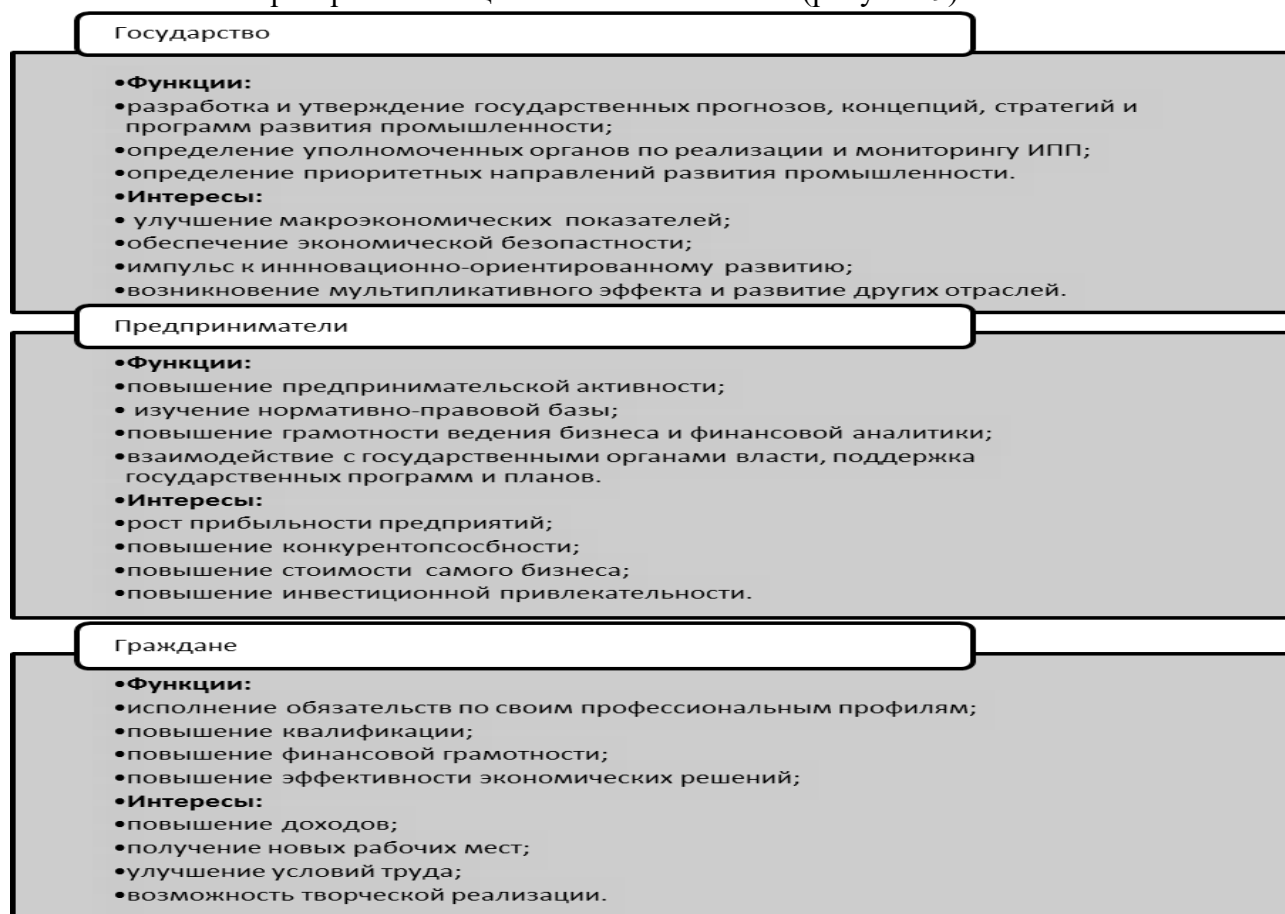 Государство
•Функции:
•разработка и утверждение государственных прогнозов, концепций, стратегий и
программ развития промышленности;
•определение уполномоченных органов по реализации и мониторингу ИПП;
•определение приоритетных направлений развития промышленности.
•Интересы:
• улучшение макроэкономических показателей;
•обеспечение экономической безопастности;
•импульс к иннновационно-ориентированному развитию;
•возникновение мультипликативного эффекта и развитие других отраслей.
Предприниматели
•Функции:
•повышение предпринимательской активности;
• изучение нормативно-правовой базы;
•повышение грамотности ведения бизнеса и финансовой аналитики;
•взаимодействие с государственными органами власти, поддержка
государственных программ и планов.
•Интересы:
•рост прибыльности предприятий;
•повышение конкурентопсосбности;
•повышение стоимости самого бизнеса;
•повышение инвестиционной привлекательности.
Граждане
•Функции:
•исполнение обязательств по своим профессиональным профилям;
•повышение квалификации;
•повышение финансовой грамотности;
•повышение эффективности экономических решений;
•Интересы:
•повышение доходов;
•получение новых рабочих мест;
•улучшение условий труда;
•возможность творческой реализации.